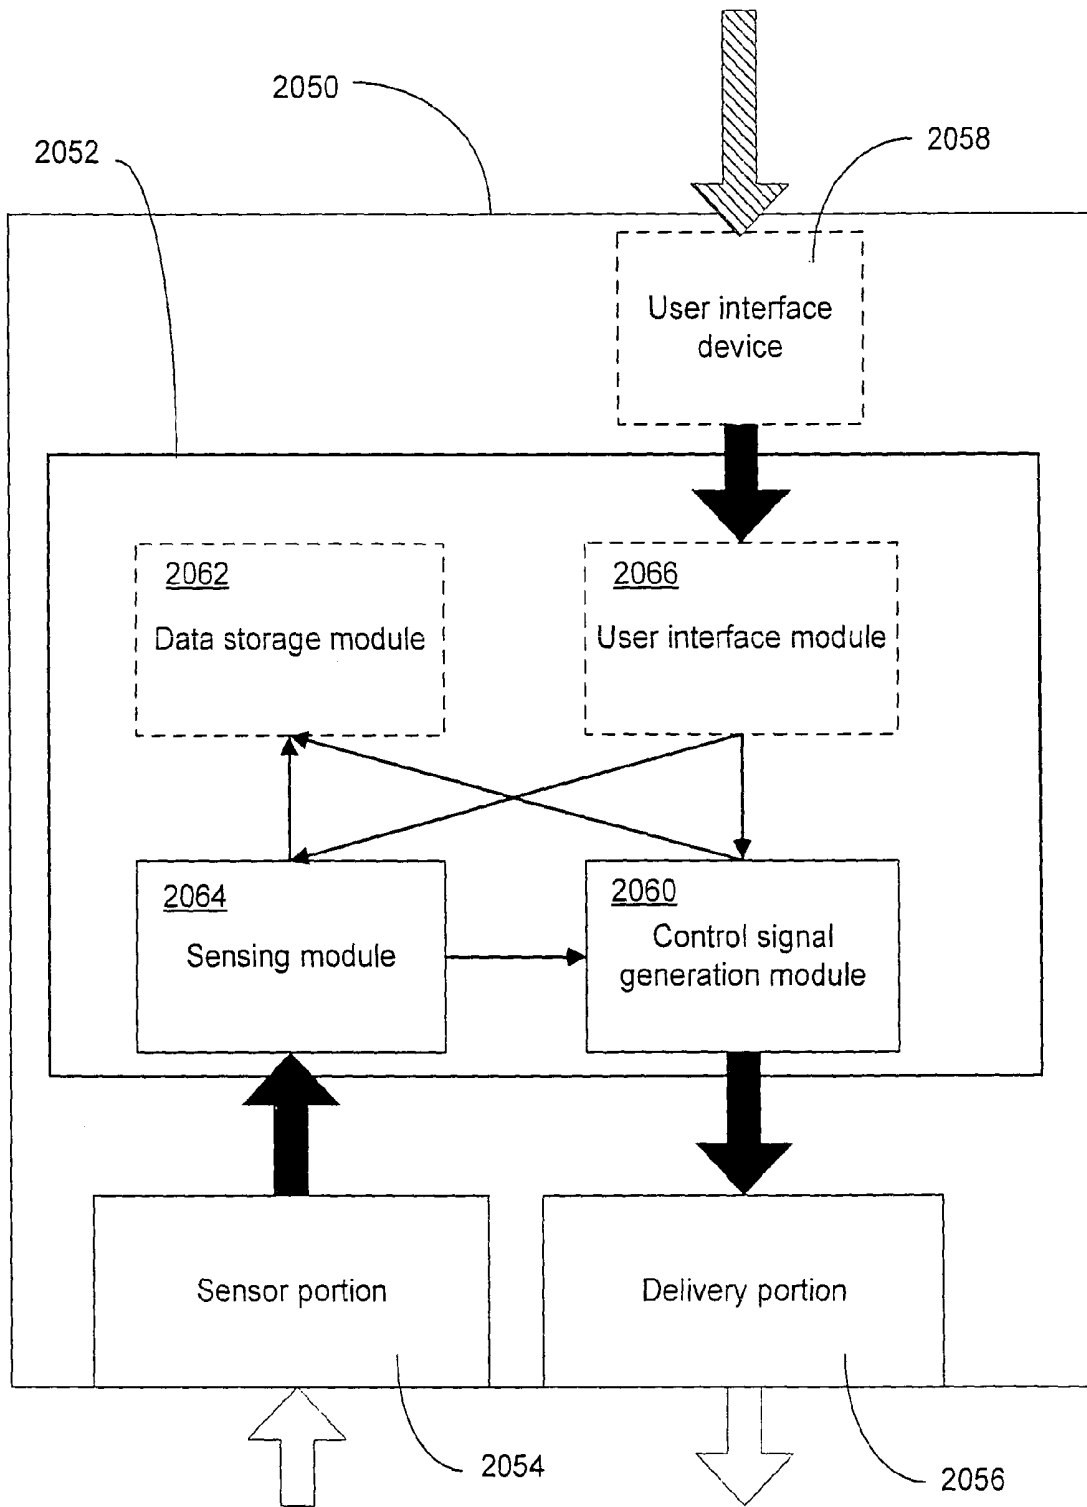 2050
2058
2052
User interface
device
2062
Data storage module
2066
User interface module
2064
Sensing module
2060
Control signal
generation module
Sensor portion
Delivery portion
2054
2056